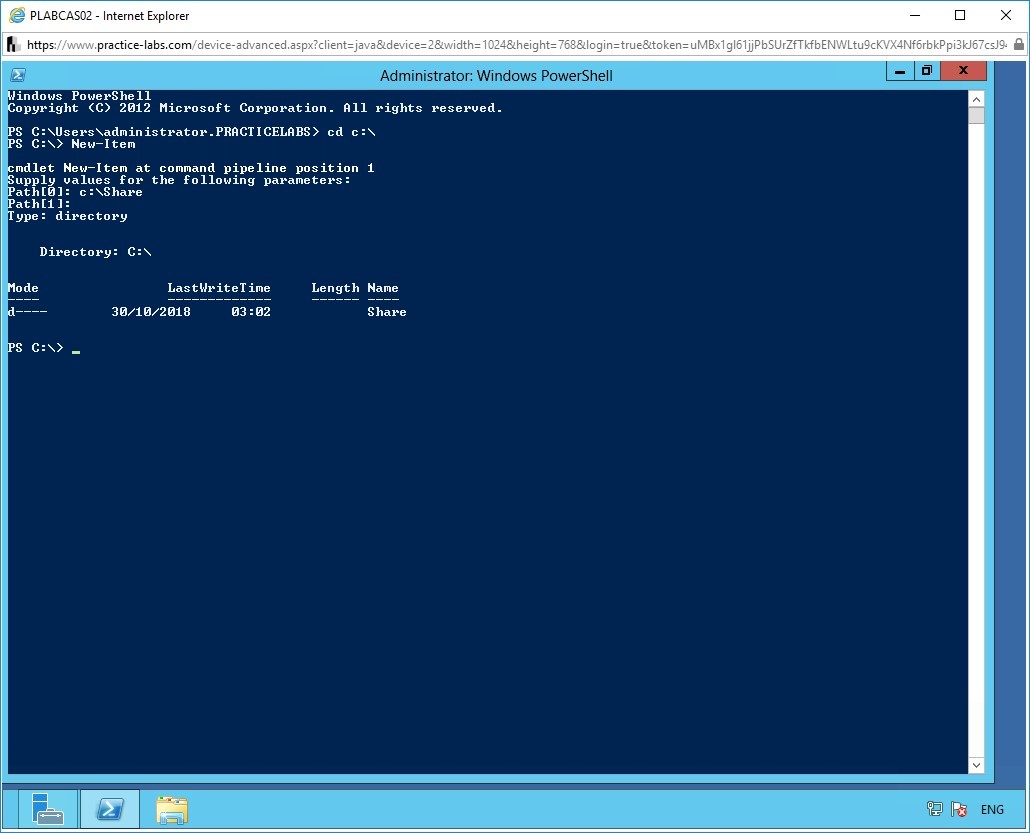 PLABCAS02 - Internet Explorer
https://www.practice-labs.com/device-advanced.aspx?client=java&device=2&width=1024&height=768&login=true&token=
Administrator: Windows PowerShell
Windows PowerShell
Copyright (C) 2012 Microsoft Corporation. All rights reserved.
PS C:\Users\administrator.PRACTICELABS> cd c:\
PS C:\> New-Item
cmdlet New-Item at command pipeline position 1
Supply values for the following parameters:
Path[0]: c:\Share
Path[1]:
Type: directory
Directory: C:\
Mode LastWriteTime Length Name
---- ------------- ------ ----
d---- 30/10/2018 03:02 Share
PS C:\> _
ENG